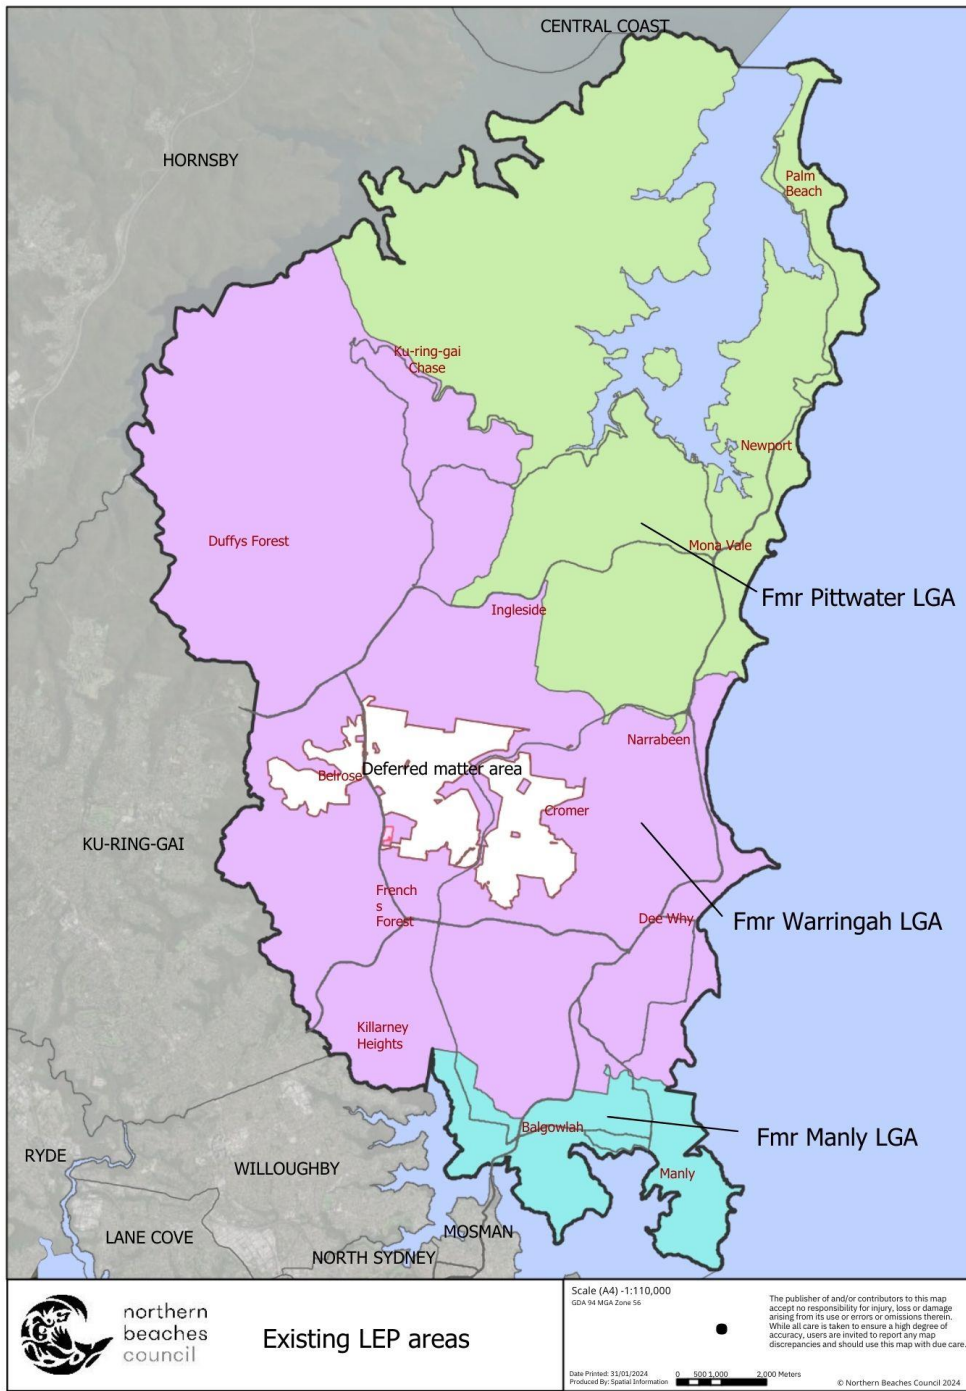 CENTRAL COAST
HORNSBY
Palm
Beach
Ku-ring-gai
Chase
Newport
Duffys Forest
Mona Vale
Fmr Pittwater LGA
Ingleside
Narrabeen
Deferred matter area
Belrose
Cromer
KU-RING-GAI
French
s
Forest
Dee Why
Fmr Warringah LGA
Killarney
Heights
Balgowlah
Fmr Manly LGA
RYDE
WILLOUGHBY
Manly
LANE COVE
MOSMAN
NORTH SYDNEY
northern
beaches
council
Existing LEP areas
Scale (A4) -1:110,000
GDA 94 MGA Zone 56
Date Printed: 31/01/2024
Produced By: Spatial Information
0 500 1,000 2,000 Meters
The publisher of and/or contributors to this map
accept no responsibility for injury, loss or damage
arising from its use or errors or omissions therein.
While all care is taken to ensure a high degree of
accuracy, users are invited to report any map
discrepancies and should use this map with due care.
© Northern Beaches Council 2024